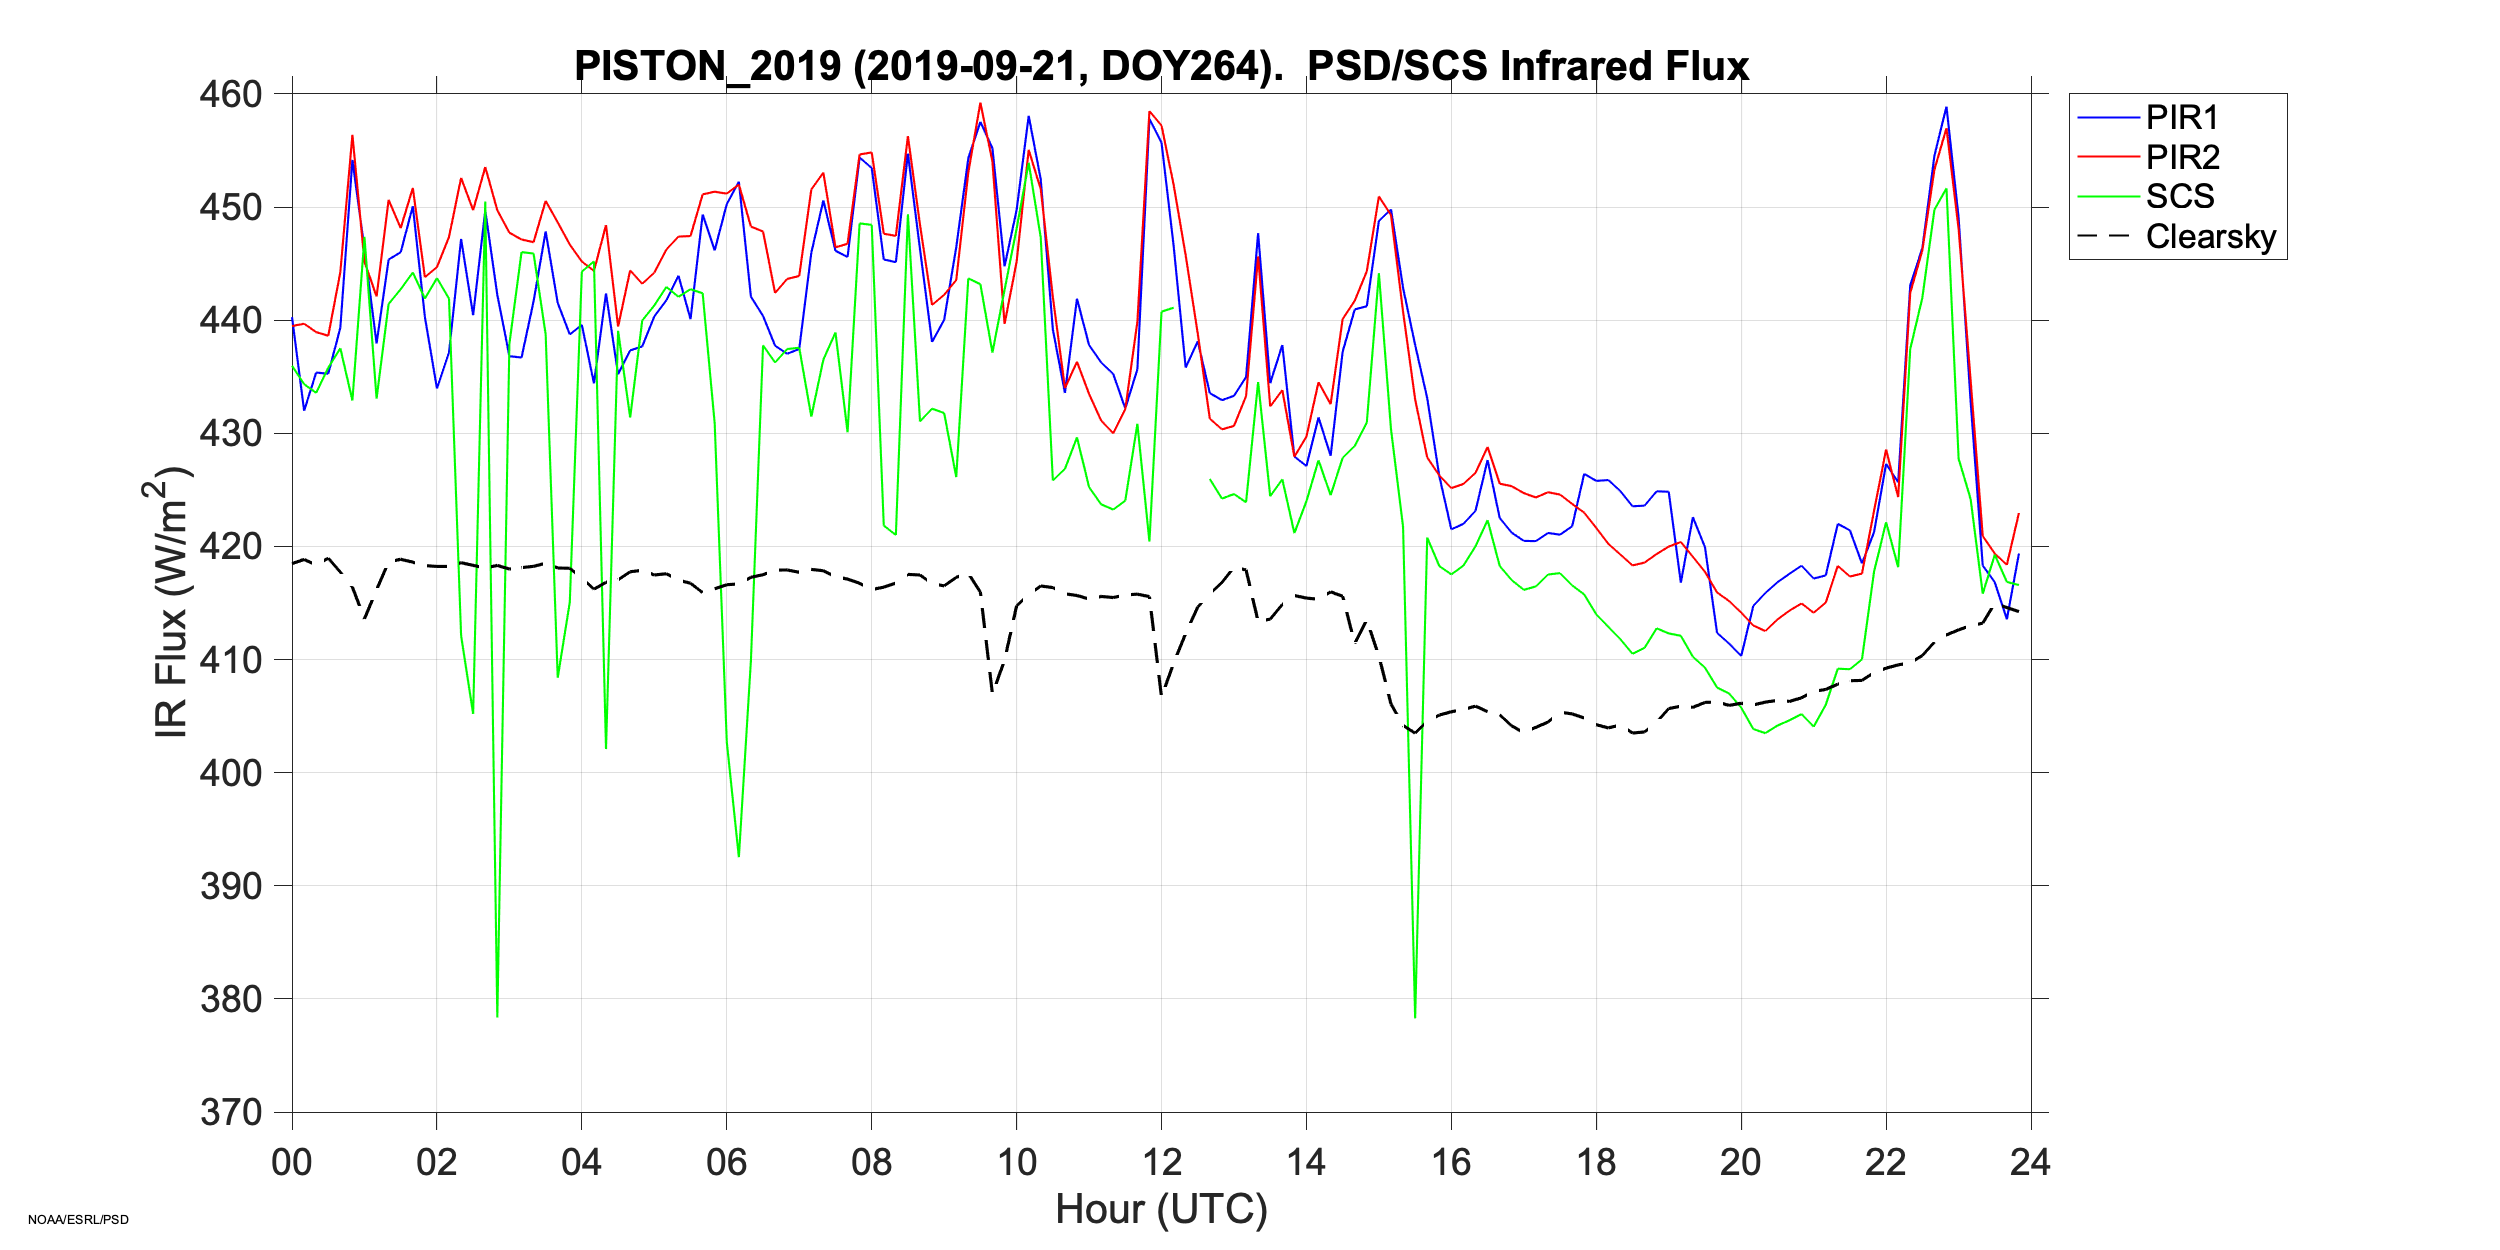 PISTON_2019 (2019-09-21, DOY264).  PSD/SCS Infrared Flux
460
450
440
430
420
410
400
390
380
370
IR Flux (W/m²)
00 02 04 06 08 10 12 14 16 18 20 22 24
Hour (UTC)
PIR1
PIR2
SCS
Clearsky
NOAA/ESRL/PSD